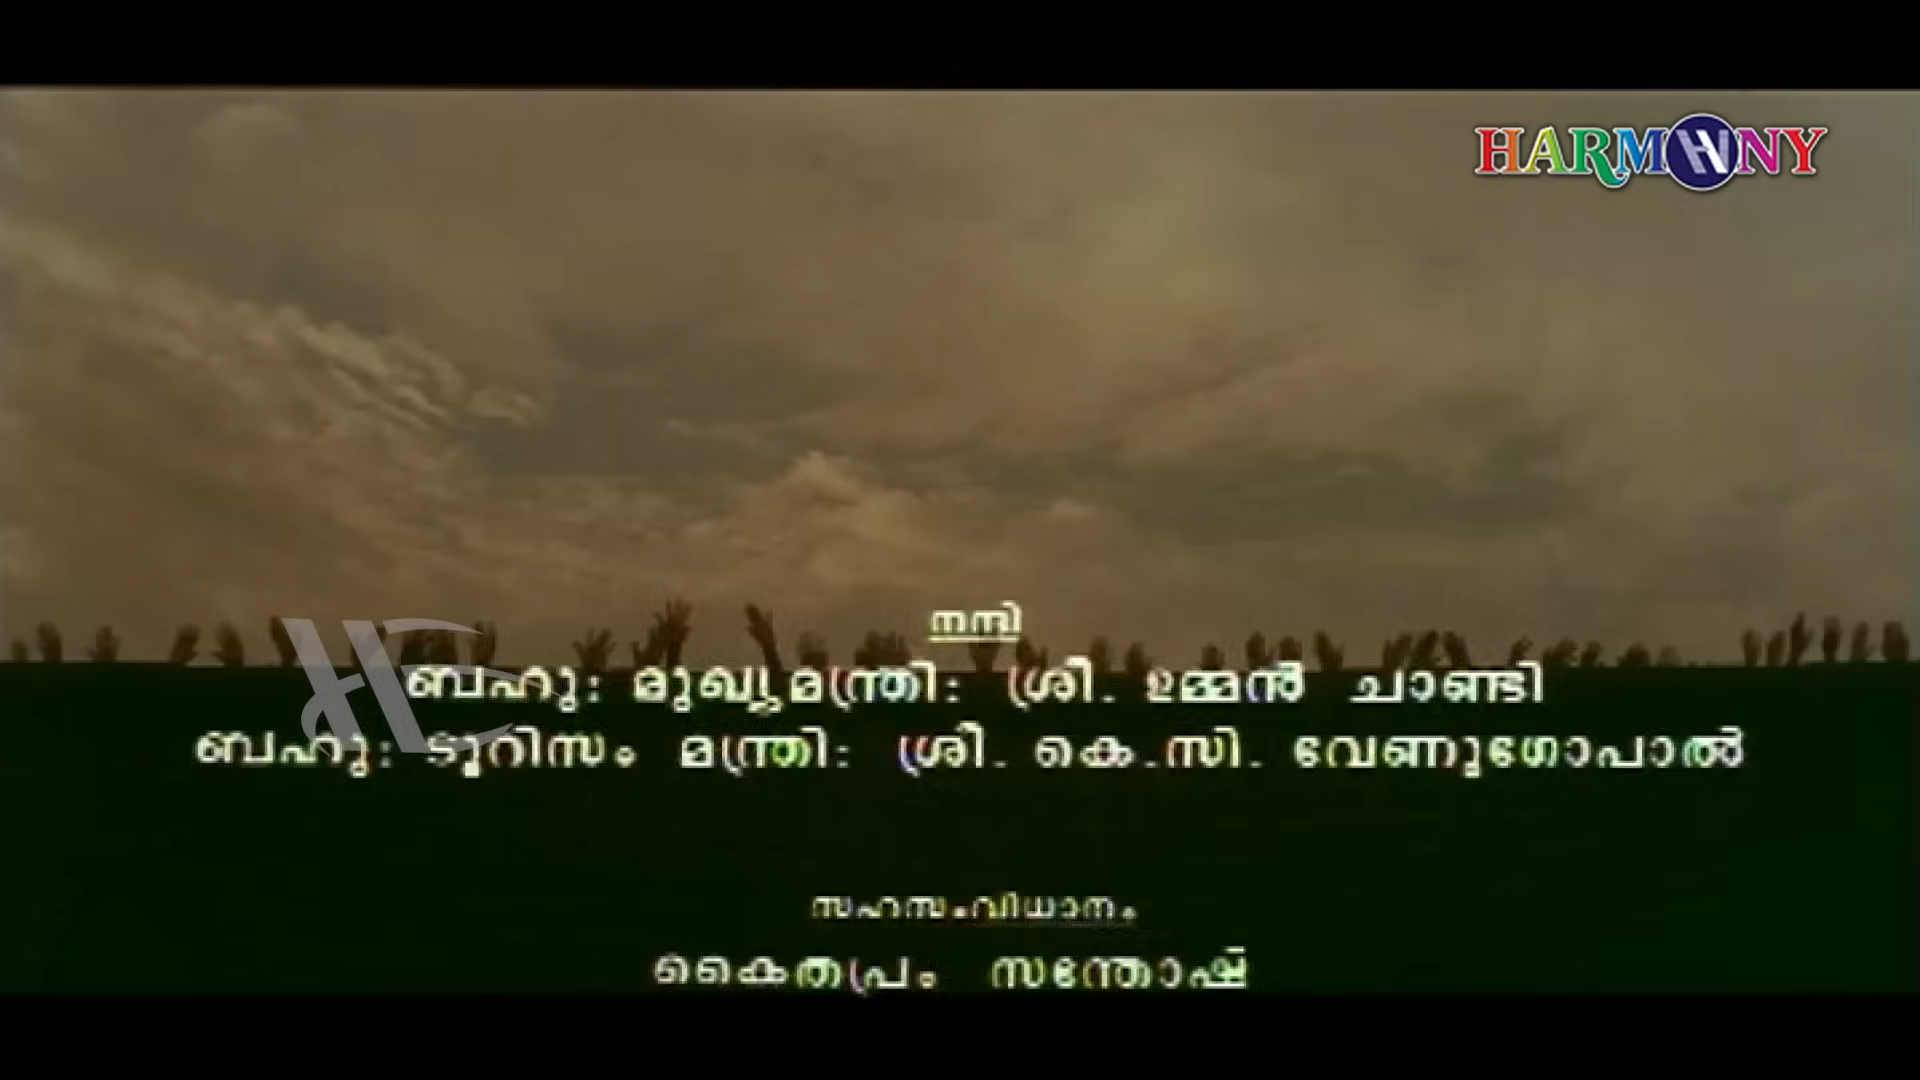 HARMONY
നന്ദി
ബഹു: മുഖ്യമന്ത്രി: ശ്രീ. ഉമ്മൻ ചാണ്ടി
ബഹു: ടൂറിസം മന്ത്രി: ശ്രീ. കെ.സി. വേണുഗോപാൽ
സഹസംവിധാനം
കൈതപ്രം സന്തോഷ്